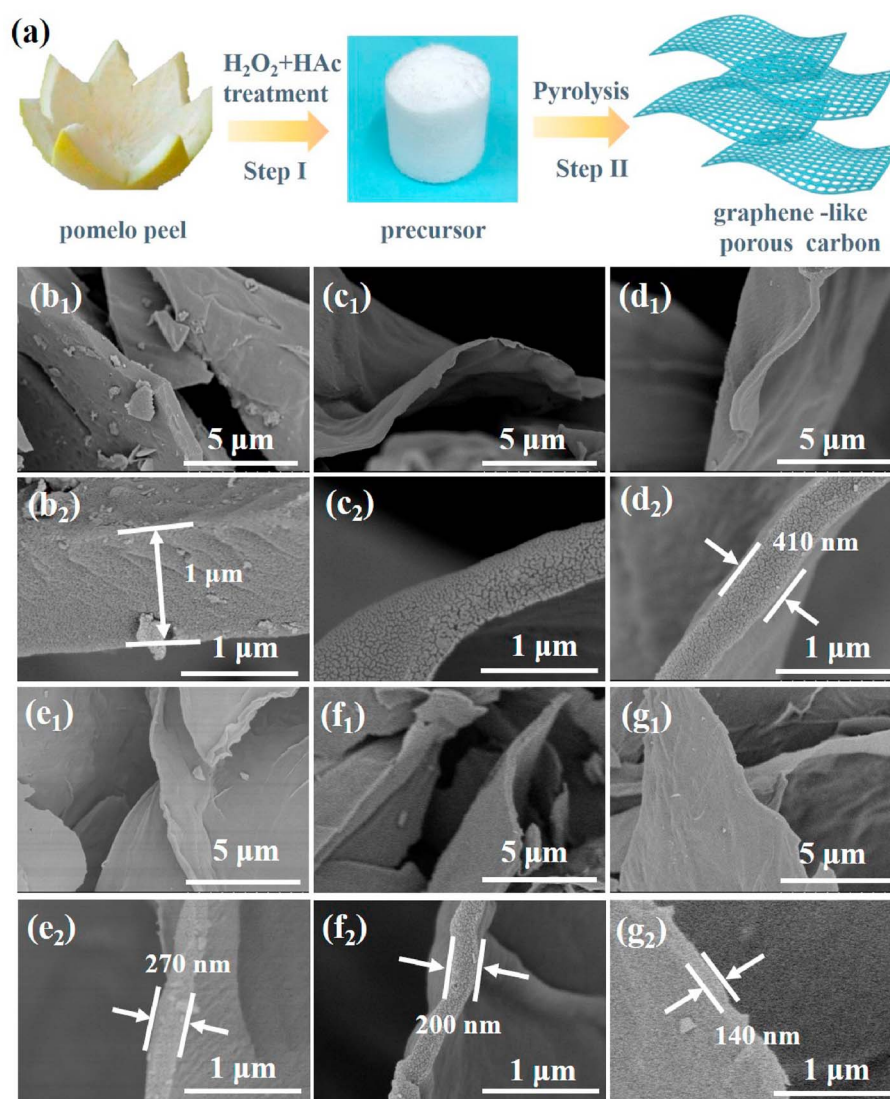 (a)
H₂O₂+HAc
treatment
Step I
Pyrolysis
Step II
pomelo peel
precursor
graphene -like
porous carbon
(b₁)
5 μm
(c₁)
5 μm
(d₁)
5 μm
(b₂)
1 μm
1 μm
(c₂)
1 μm
(d₂)
410 nm
1 μm
(e₁)
5 μm
(f₁)
5 μm
(g₁)
5 μm
(e₂)
270 nm
1 μm
(f₂)
200 nm
1 μm
(g₂)
140 nm
1 μm